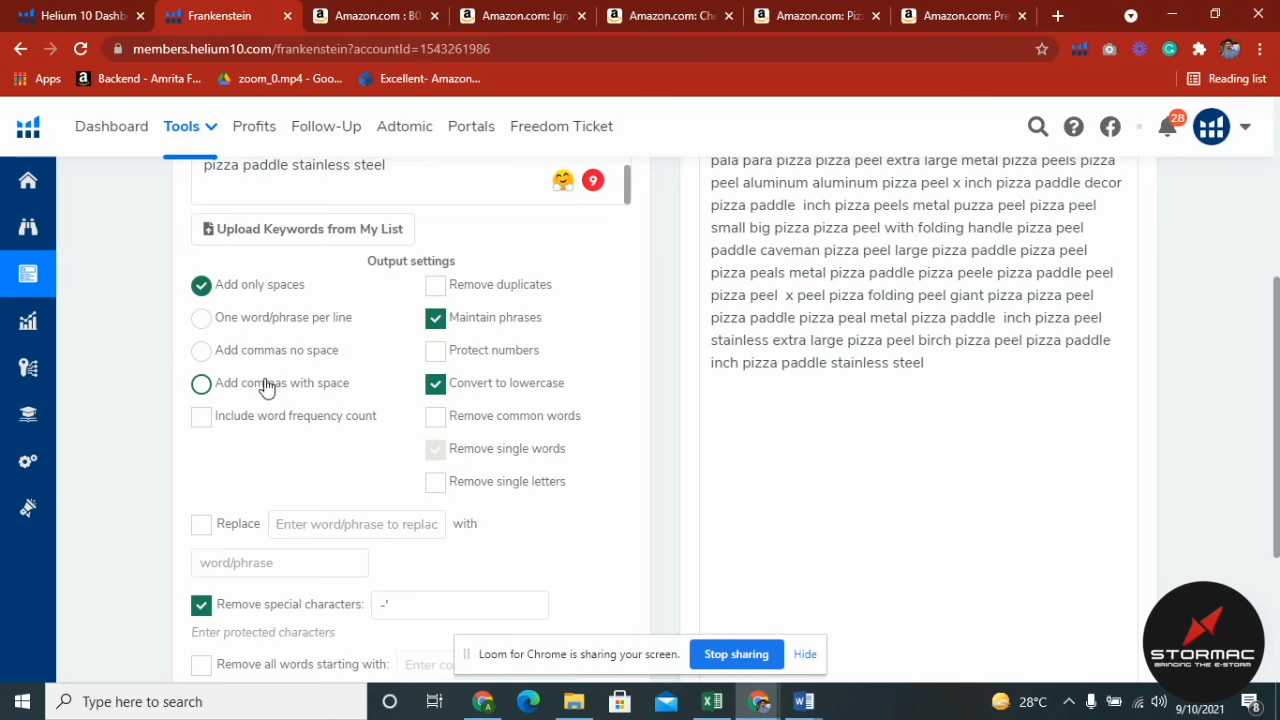 Helium 10 Dashb
Frankenstein
Amazon.com : B0
Amazon.com: Ign
Amazon.com: Che
Amazon.com: Piz
Amazon.com: Pre
members.helium10.com/frankenstein?accountId=1543261986
Apps
Backend - Amrita F...
zoom_0.mp4 - Goo...
Excellent- Amazon...
Reading list
Dashboard
Tools
Profits
Follow-Up
Adtomic
Portals
Freedom Ticket
28
pizza paddle stainless steel
9
Upload Keywords from My List
Output settings
Add only spaces
Remove duplicates
One word/phrase per line
Maintain phrases
Add commas no space
Protect numbers
Add commas with space
Convert to lowercase
Include word frequency count
Remove common words
Remove single words
Remove single letters
Replace
Enter word/phrase to replac
with
word/phrase
Remove special characters:
-'
Enter protected characters
Remove all words starting with:
Enter co
pala para pizza pizza peel extra large metal pizza peels pizza
peel aluminum aluminum pizza peel x inch pizza paddle decor
pizza paddle inch pizza peels metal puzza peel pizza peel
small big pizza pizza peel with folding handle pizza peel
paddle caveman pizza peel large pizza paddle pizza peel
pizza peals metal pizza paddle pizza peele pizza paddle peel
pizza peel x peel pizza folding peel giant pizza pizza peel
pizza paddle pizza peal metal pizza paddle inch pizza peel
stainless extra large pizza peel birch pizza peel pizza paddle
inch pizza paddle stainless steel
Loom for Chrome is sharing your screen.
Stop sharing
Hide
STORMAC
BRINGING THE E-STORM
Type here to search
28°C
9/10/2021
8